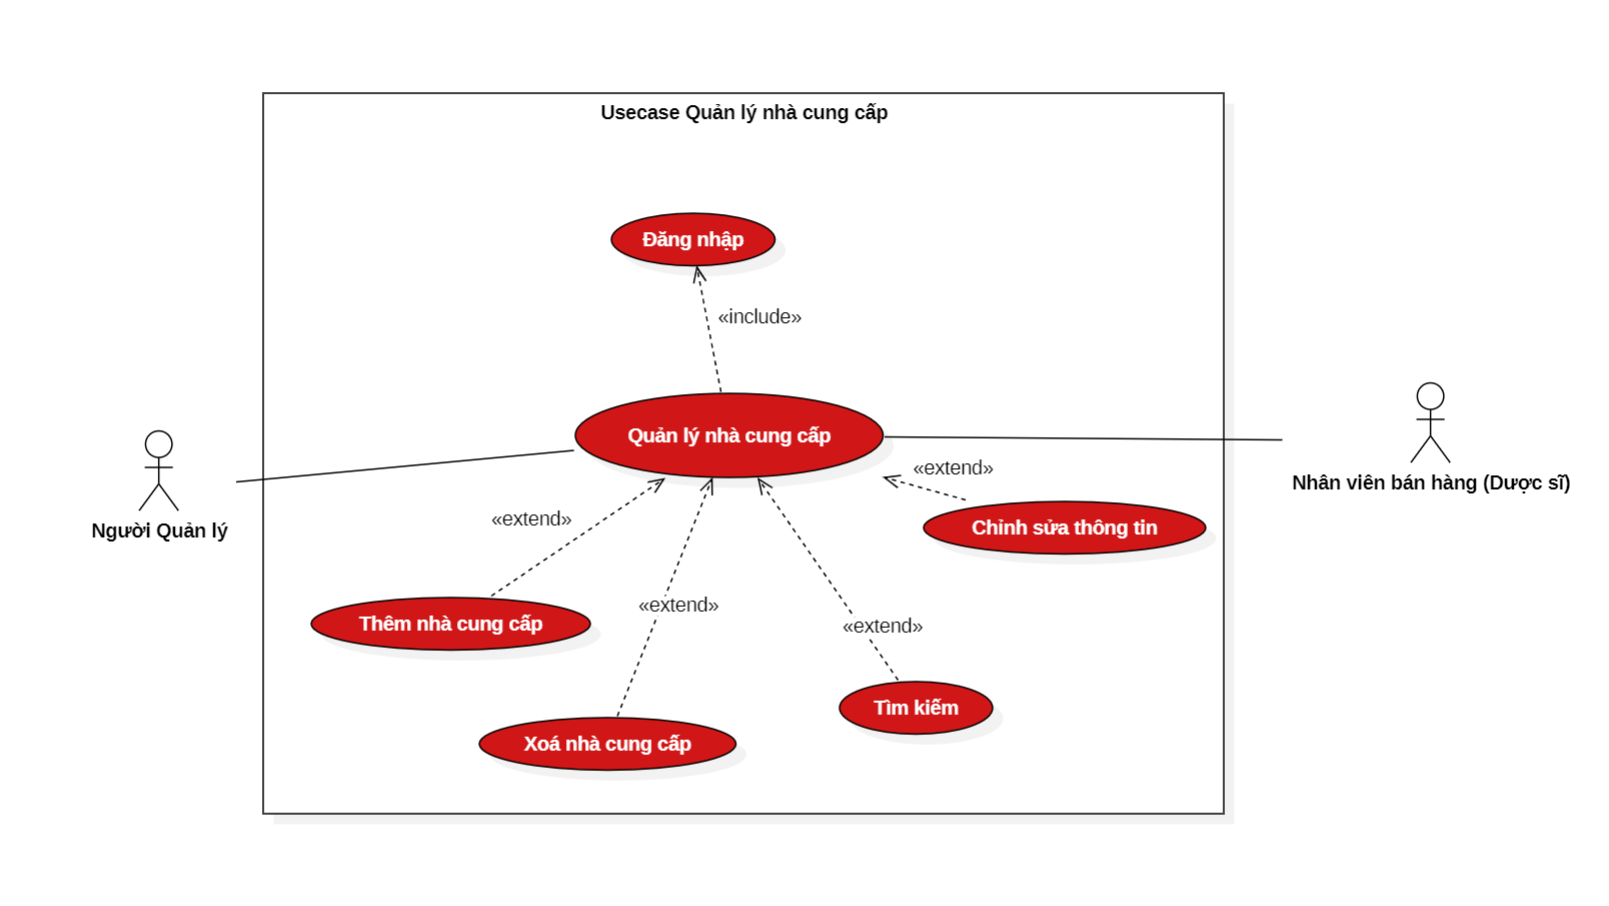 Usecase Quản lý nhà cung cấp
Đăng nhập
«include»
Quản lý nhà cung cấp
«extend»
Nhân viên bán hàng (Dược sĩ)
«extend»
Chỉnh sửa thông tin
Người Quản lý
«extend»
Thêm nhà cung cấp
«extend»
Tìm kiếm
Xoá nhà cung cấp